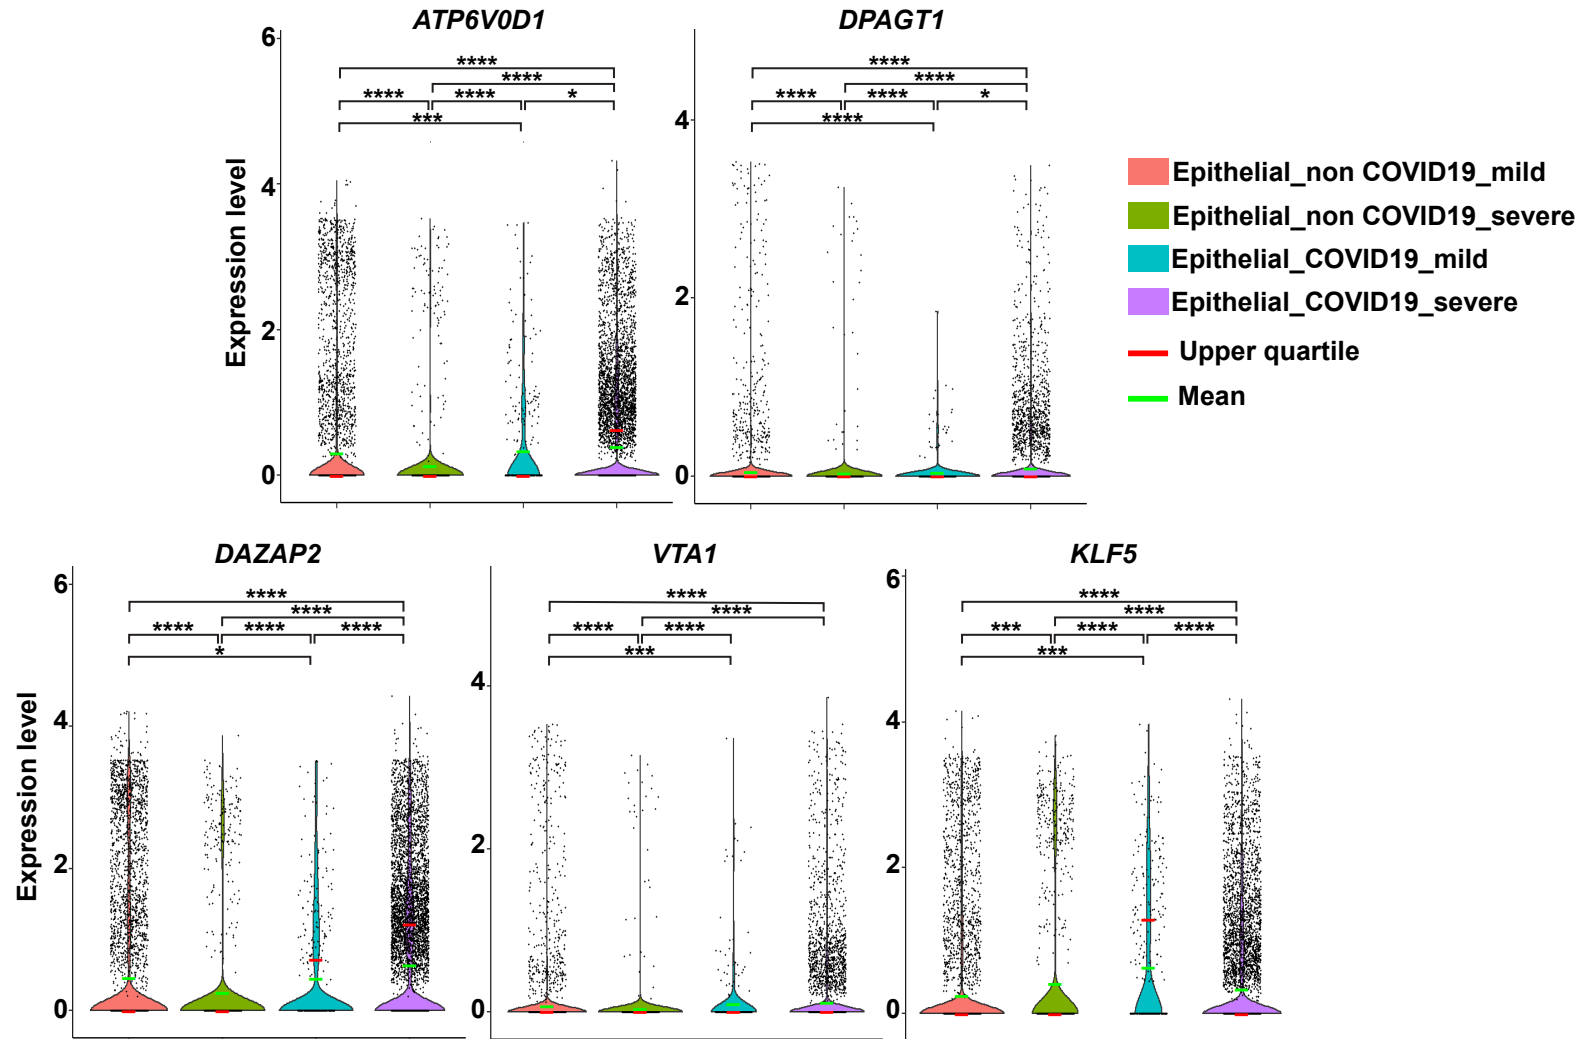 ATP6V0D1
DPAGT1
6
4
2
0
Expression level
****
****
**** **** *
***
4
2
0
****
****
**** **** *
****
Epithelial_non COVID19_mild
Epithelial_non COVID19_severe
Epithelial_COVID19_mild
Epithelial_COVID19_severe
Upper quartile
Mean
DAZAP2
VTA1
KLF5
6
4
2
0
Expression level
****
****
**** **** ****
*
4
2
0
****
****
**** ****
***
6
4
2
0
****
****
*** **** ****
***